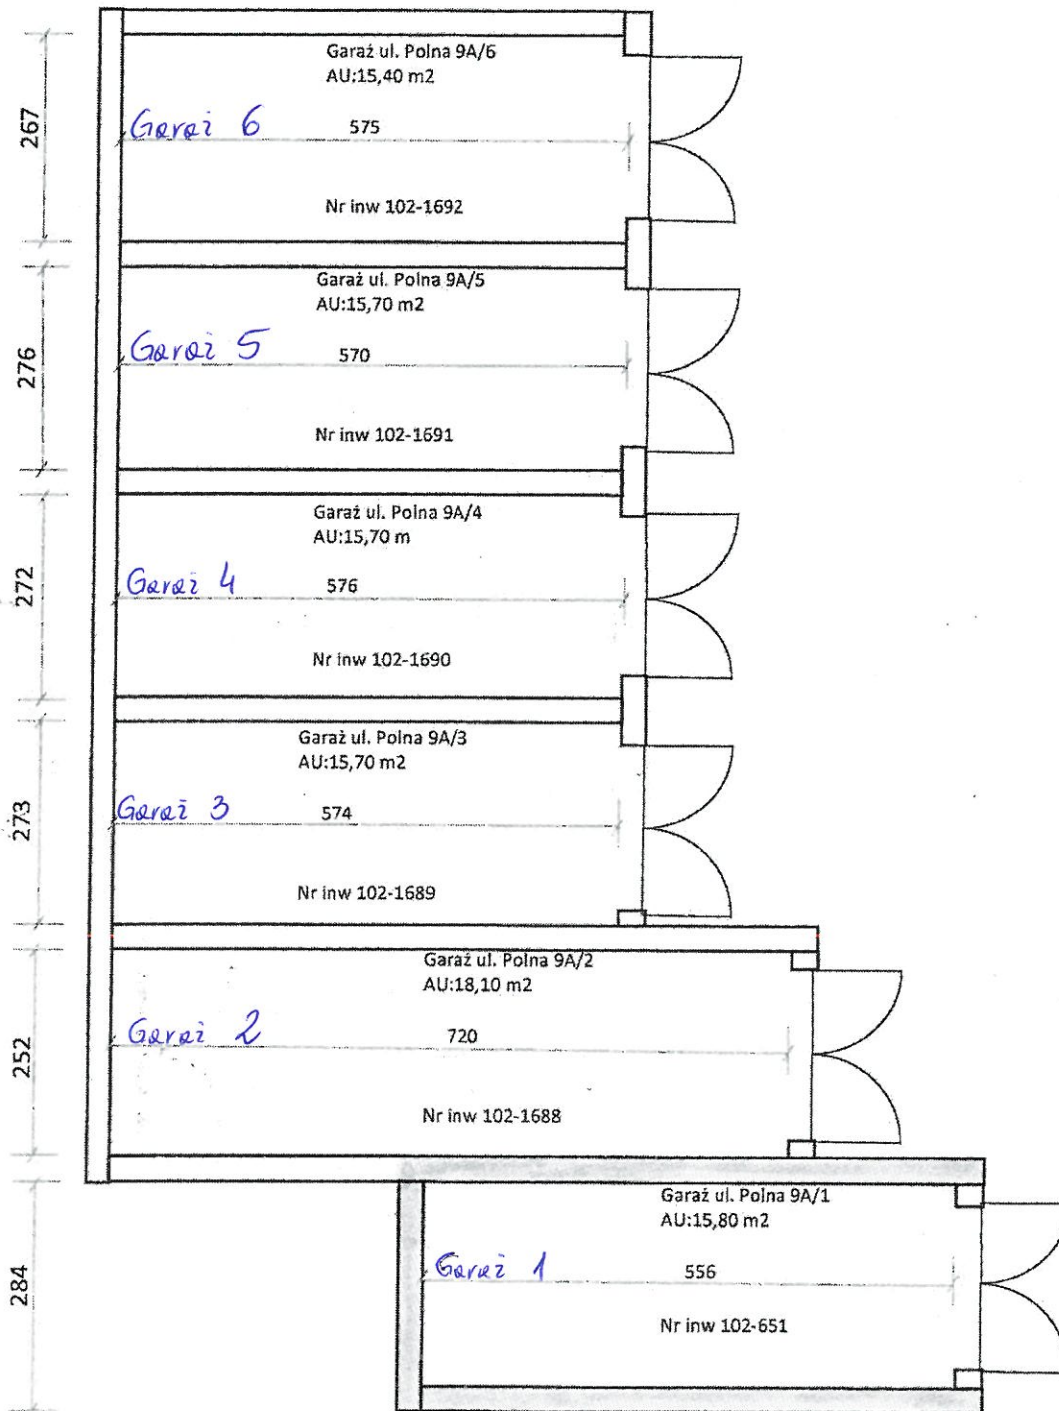 267
Garaż ul. Polna 9A/6
AU:15,40 m2
Garaż 6
575
Nr inw 102-1692
276
Garaż ul. Polna 9A/5
AU:15,70 m2
Garaż 5
570
Nr inw 102-1691
272
Garaż ul. Polna 9A/4
AU:15,70 m
Garaż 4
576
Nr inw 102-1690
273
Garaż ul. Polna 9A/3
AU:15,70 m2
Garaż 3
574
Nr inw 102-1689
252
Garaż ul. Polna 9A/2
AU:18,10 m2
Garaż 2
720
Nr inw 102-1688
284
Garaż ul. Polna 9A/1
AU:15,80 m2
Garaż 1
556
Nr inw 102-651